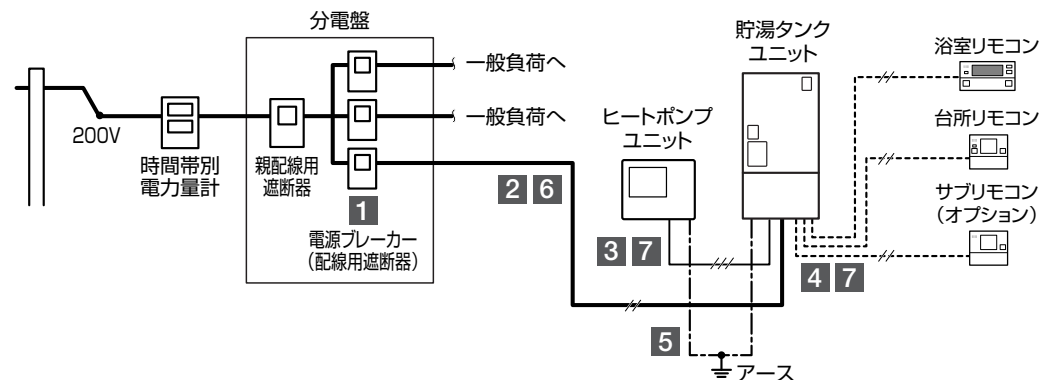 分電盤
一般負荷へ
一般負荷へ
200V
時間帯別
電力量計
親配線用
遮断器
1
電源ブレーカー
（配線用遮断器）
2 6
ヒートポンプ
ユニット
3 7
貯湯タンク
ユニット
4 7
5
アース
浴室リモコン
台所リモコン
サブリモコン
（オプション）